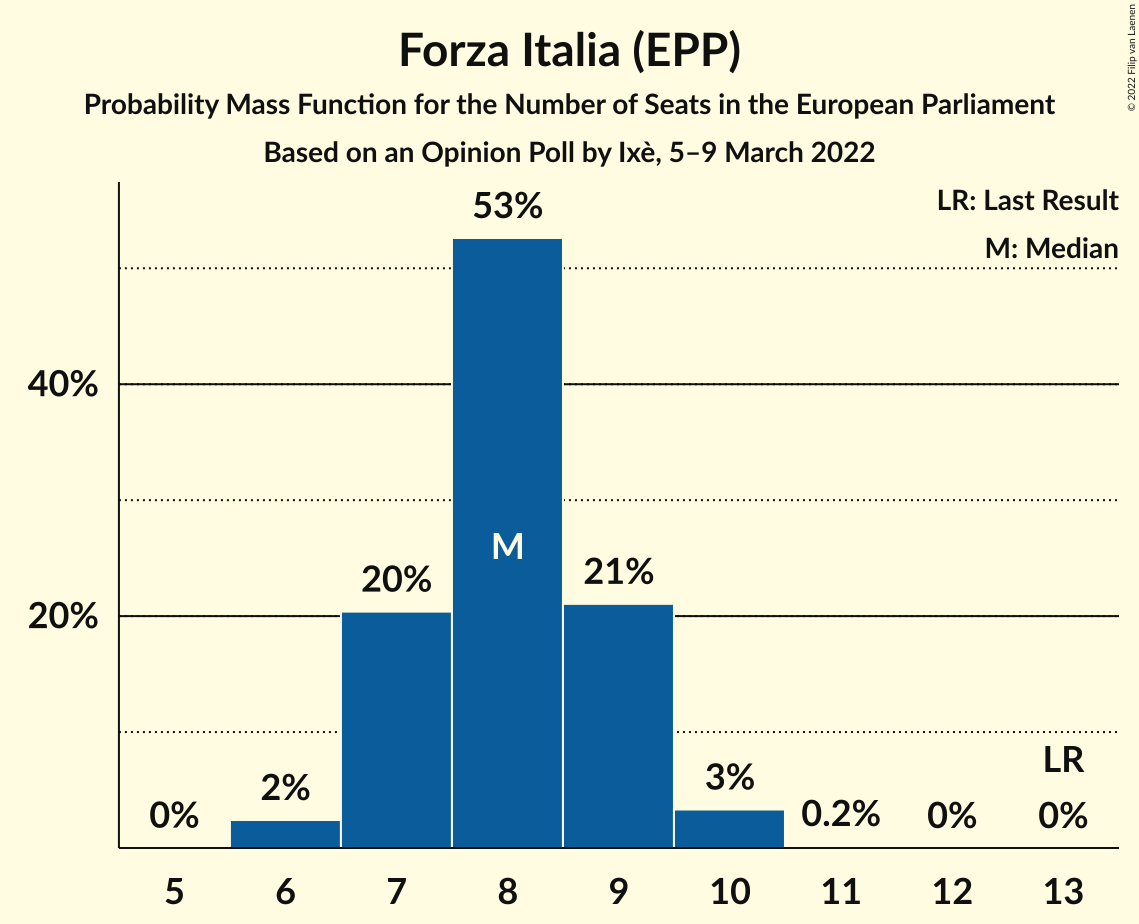 Forza Italia (EPP)
Probability Mass Function for the Number of Seats in the European Parliament
Based on an Opinion Poll by Ixè, 5–9 March 2022
© 2022 Filip van Laenen
LR: Last Result
M: Median
40%
20%
0%
2%
20%
53%
M
21%
3%
0.2%
0%
LR
0%
5 6 7 8 9 10 11 12 13